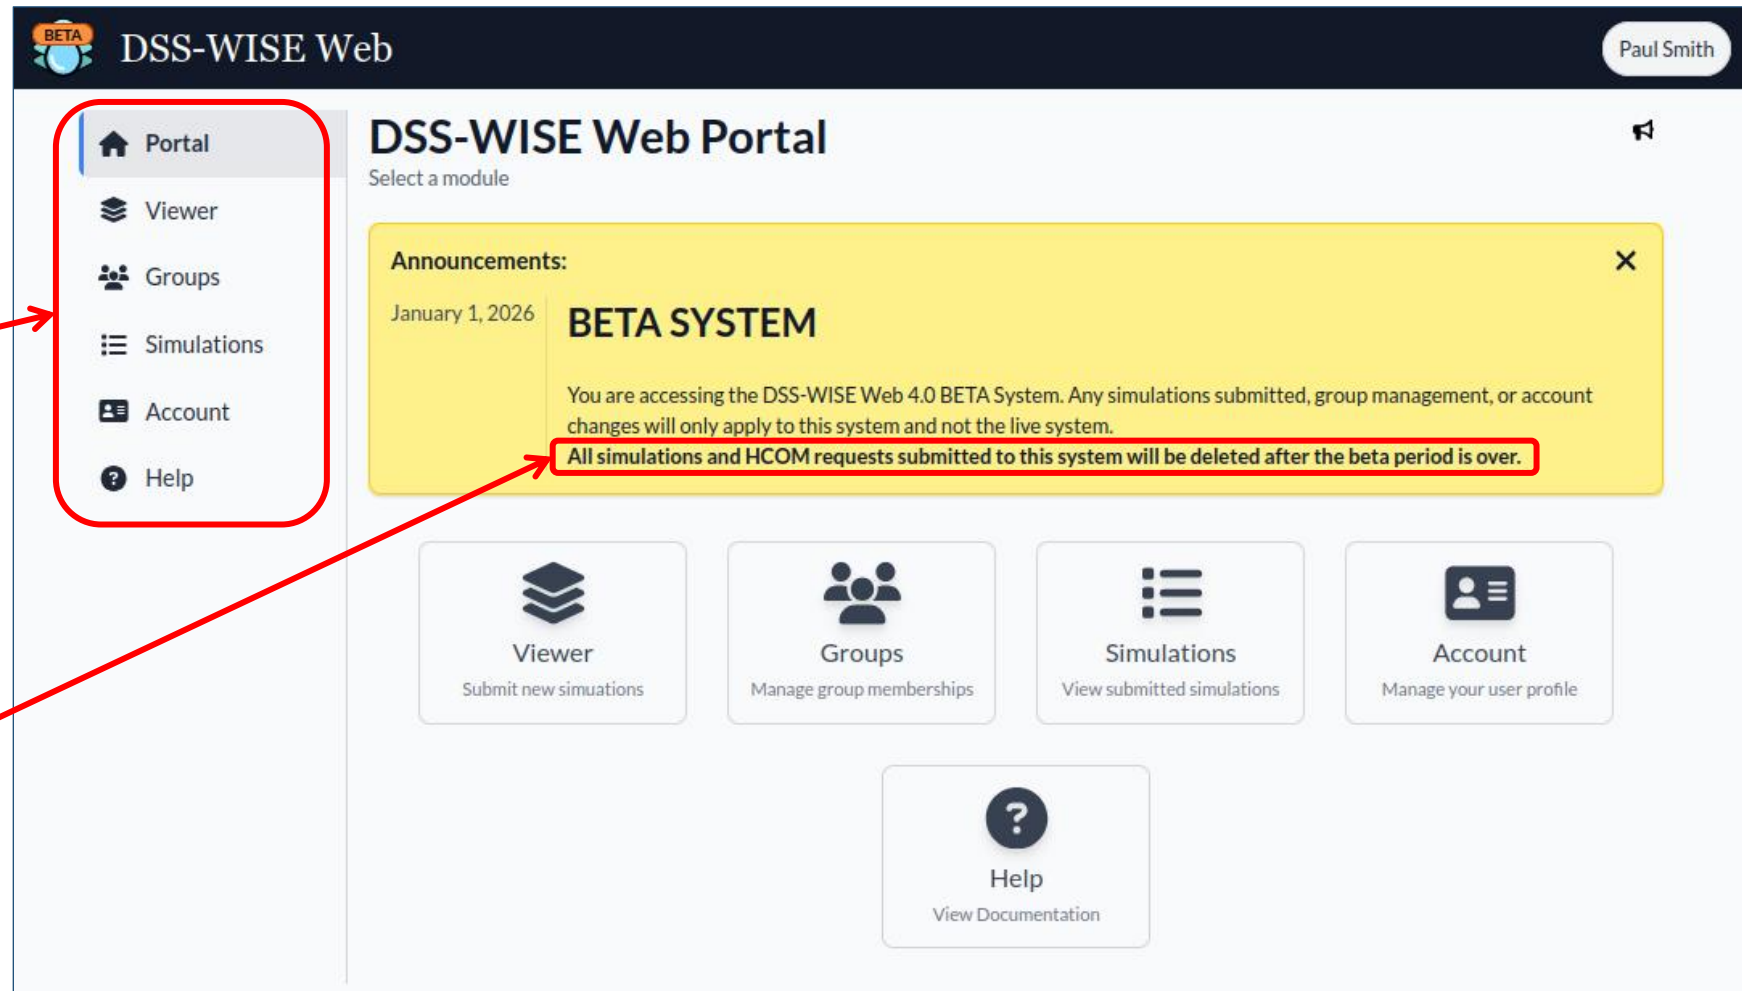 BETA
DSS-WISE Web
Paul Smith
Portal
Viewer
Groups
Simulations
Account
Help
DSS-WISE Web Portal
Select a module
Announcements:
January 1, 2026
BETA SYSTEM
You are accessing the DSS-WISE Web 4.0 BETA System. Any simulations submitted, group management, or account
changes will only apply to this system and not the live system.
All simulations and HCOM requests submitted to this system will be deleted after the beta period is over.
Viewer
Submit new simuations
Groups
Manage group memberships
Simulations
View submitted simulations
Account
Manage your user profile
Help
View Documentation